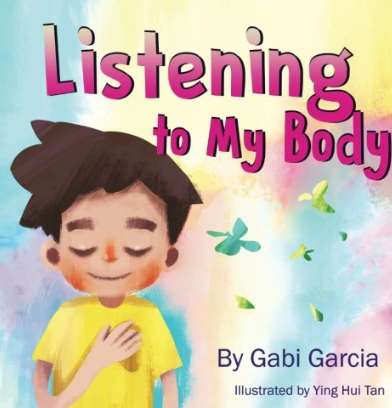 Listening
to My Body
By Gabi Garcia
Illustrated by Ying Hui Tan